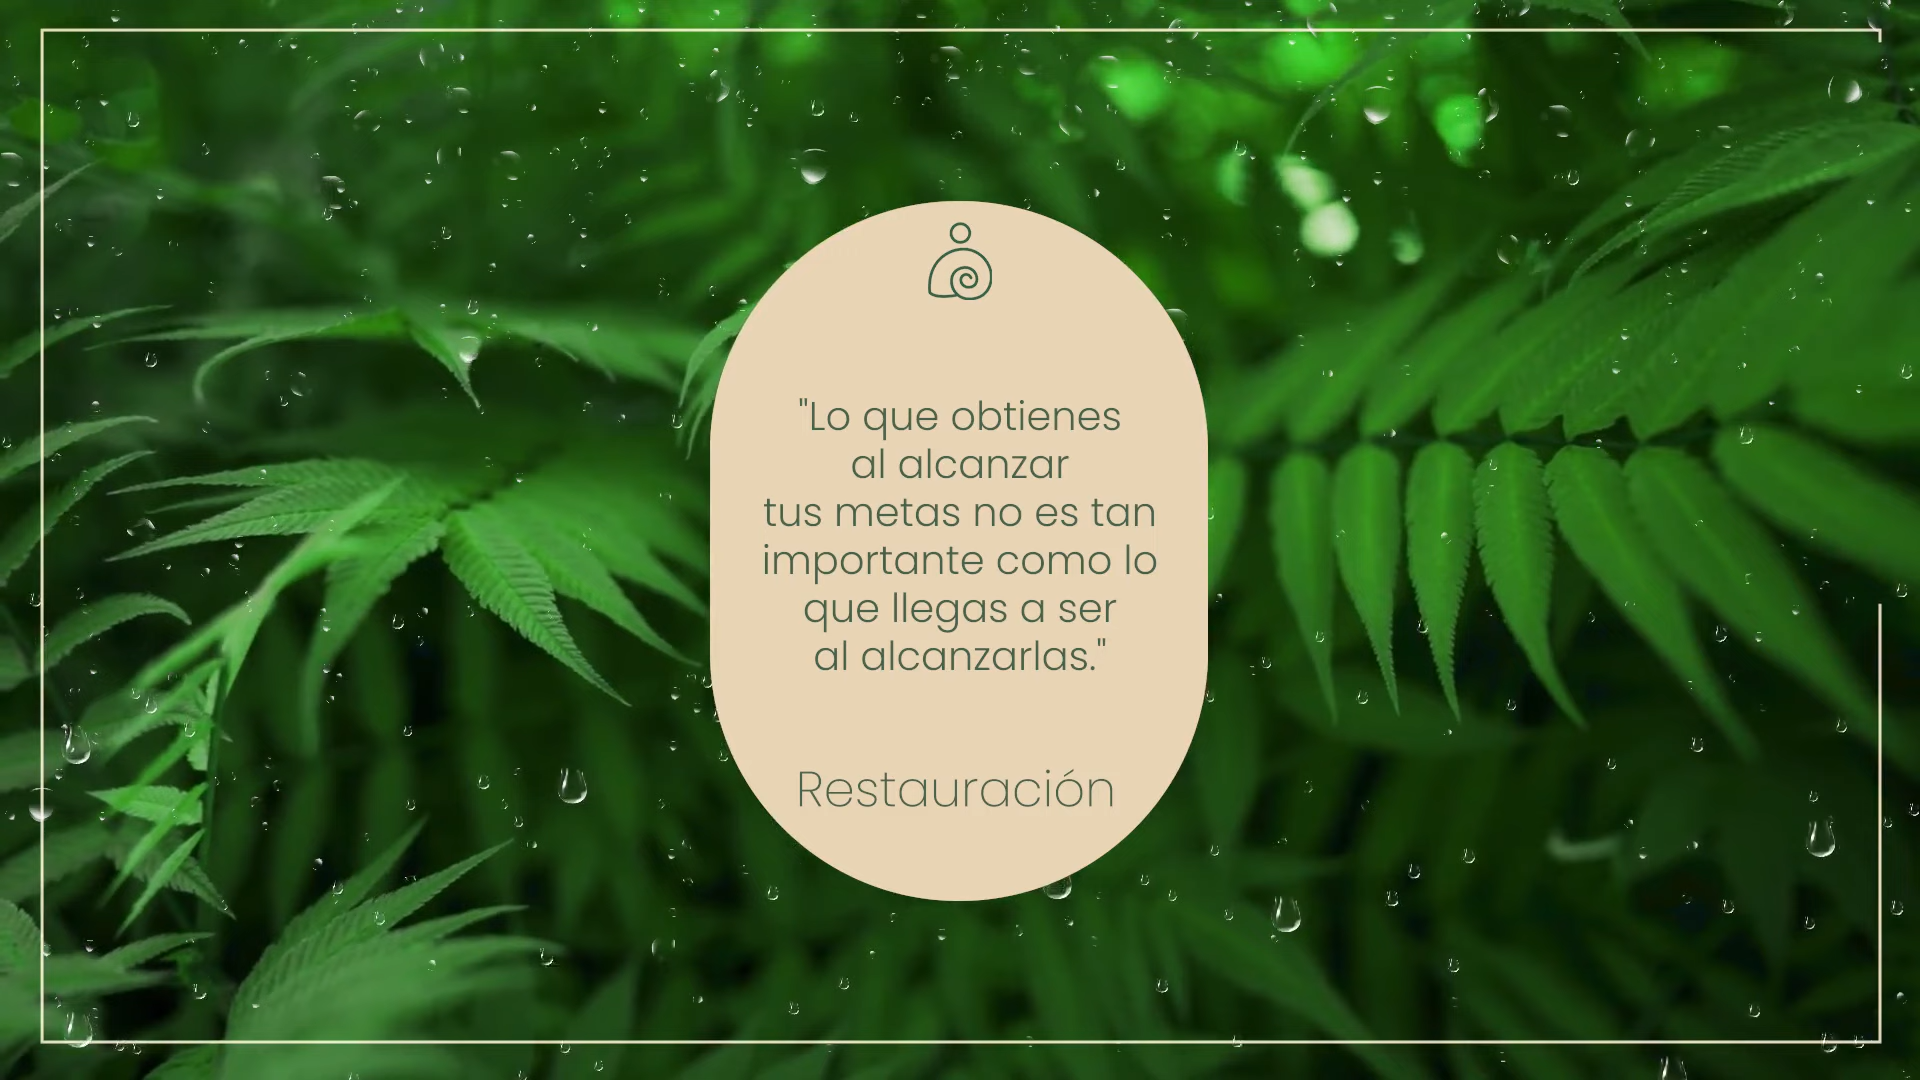 "Lo que obtienes
al alcanzar
tus metas no es tan
importante como lo
que llegas a ser
al alcanzarlas."
Restauración